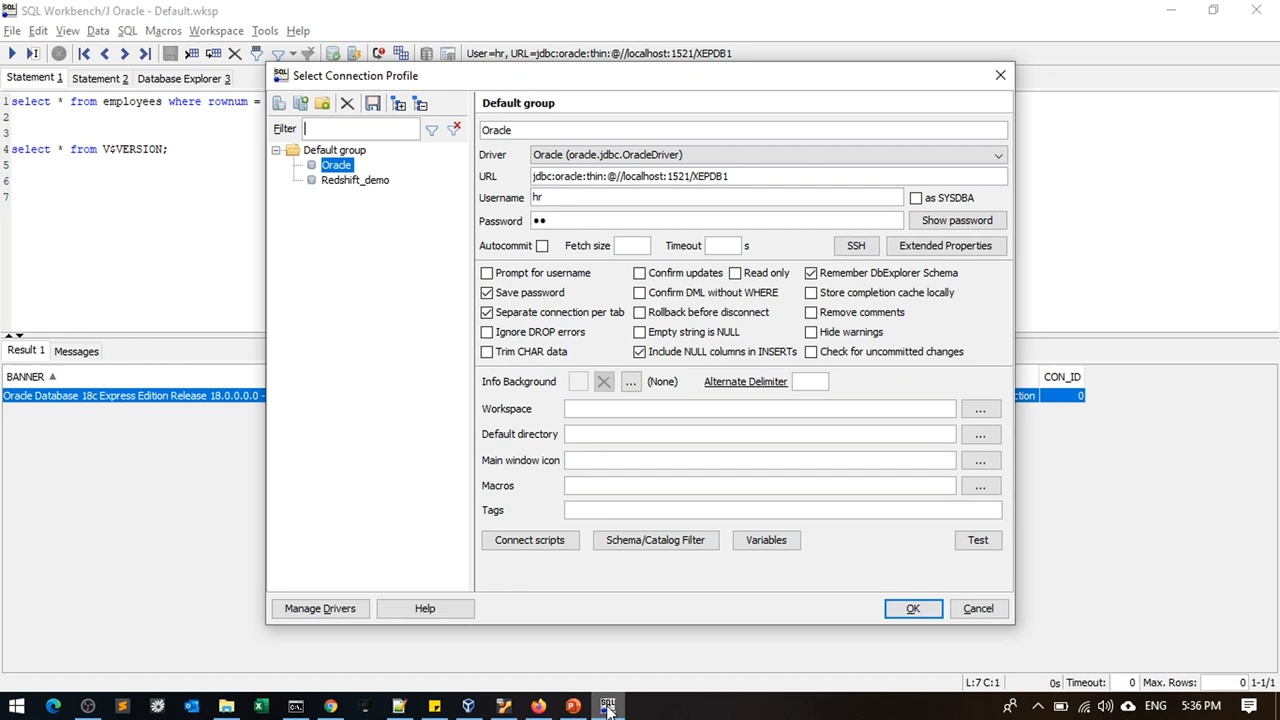 SQL Workbench/J Oracle - Default.wksp
File Edit View Data SQL Macros Workspace Tools Help
User=hr, URL=jdbc:oracle:thin:@//localhost:1521/XEPDB1
Statement 1 Statement 2 Database Explorer 3
1 select * from employees where rownum =
2
3
4 select * from V$VERSION;
5
6
7
Result 1 Messages
BANNER CON_ID
Oracle Database 18c Express Edition Release 18.0.0.0.0 - ction 0
SQL Select Connection Profile
Filter
Default group
Oracle
Redshift_demo
Default group
Oracle
Driver Oracle (oracle.jdbc.OracleDriver)
URL jdbc:oracle:thin:@//localhost:1521/XEPDB1
Username hr as SYSDBA
Password •• Show password
Autocommit Fetch size Timeout s SSH Extended Properties
Prompt for username Confirm updates Read only Remember DbExplorer Schema
Save password Confirm DML without WHERE Store completion cache locally
Separate connection per tab Rollback before disconnect Remove comments
Ignore DROP errors Empty string is NULL Hide warnings
Trim CHAR data Include NULL columns in INSERTs Check for uncommitted changes
Info Background ... (None) Alternate Delimiter
Workspace ...
Default directory ...
Main window icon ...
Macros ...
Tags
Connect scripts Schema/Catalog Filter Variables Test
Manage Drivers Help OK Cancel
L:7 C:1 0s Timeout: 0 Max. Rows: 0 1-1/1
SQL ENG 5:36 PM